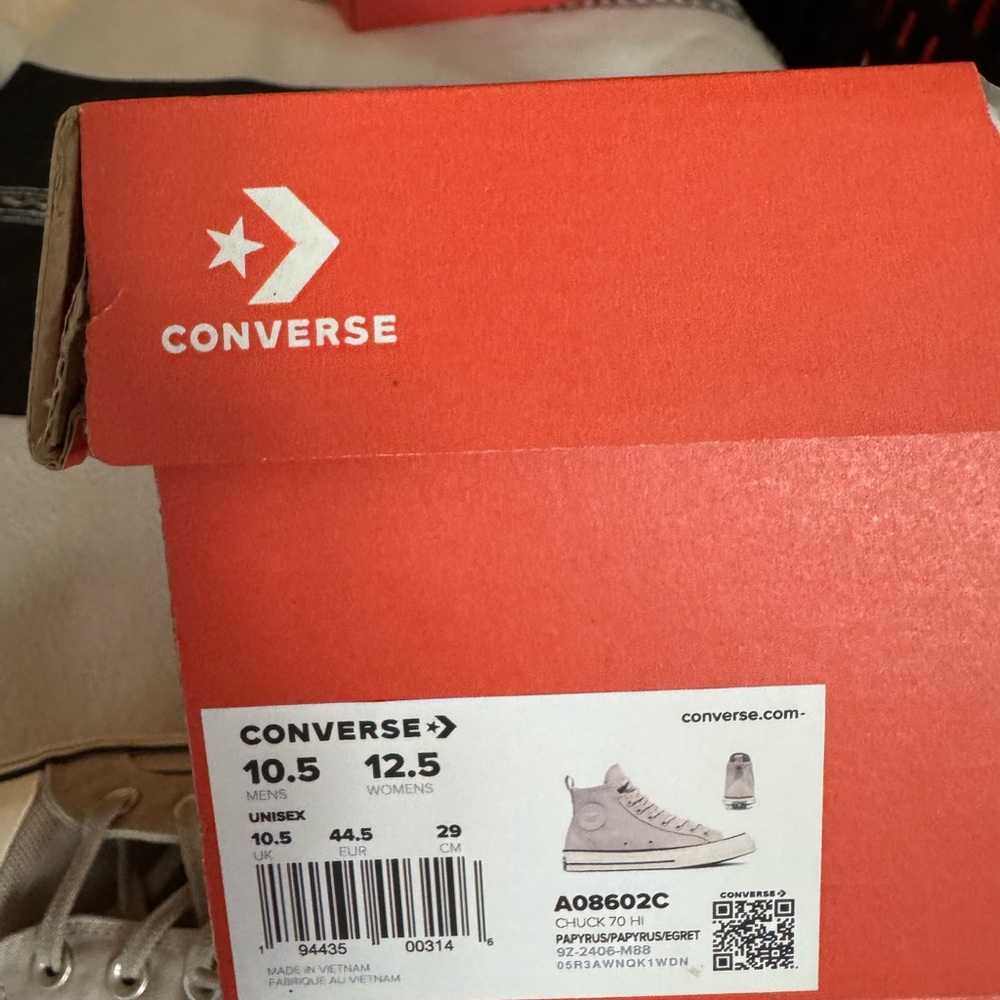 CONVERSE
CONVERSE
converse.com-
10.5 12.5
MENS WOMENS
UNISEX
10.5 44.5 29
UK EUR CM
1 94435 00314 6
MADE IN VIETNAM
FABRIQUE AU VIETNAM
A08602C
CHUCK 70 HI
PAPYRUS/PAPYRUS/EGRET
9Z-2406-M88
05R3AWNQK1WDN
CONVERSE